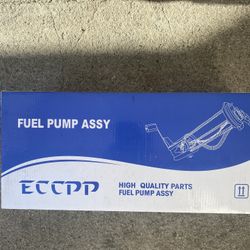 FUEL PUMP ASSY
ECCPP
HIGH QUALITY PARTS
FUEL PUMP ASSY